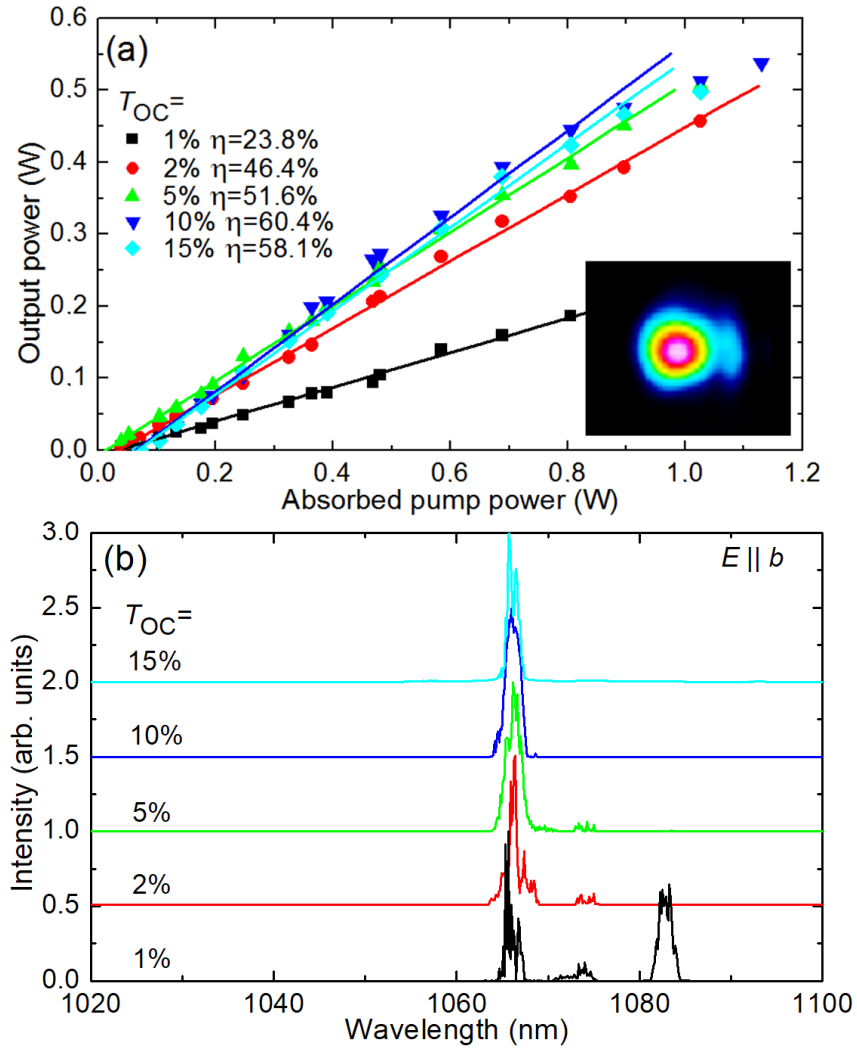 (a)
0.6
0.5
0.4
0.3
0.2
0.1
0.0
Output power (W)
T_OC=
1% η=23.8%
2% η=46.4%
5% η=51.6%
10% η=60.4%
15% η=58.1%
0.0 0.2 0.4 0.6 0.8 1.0 1.2
Absorbed pump power (W)
(b)
E || b
3.0
2.5
2.0
1.5
1.0
0.5
0.0
Intensity (arb. units)
T_OC=
15%
10%
5%
2%
1%
1020 1040 1060 1080 1100
Wavelength (nm)